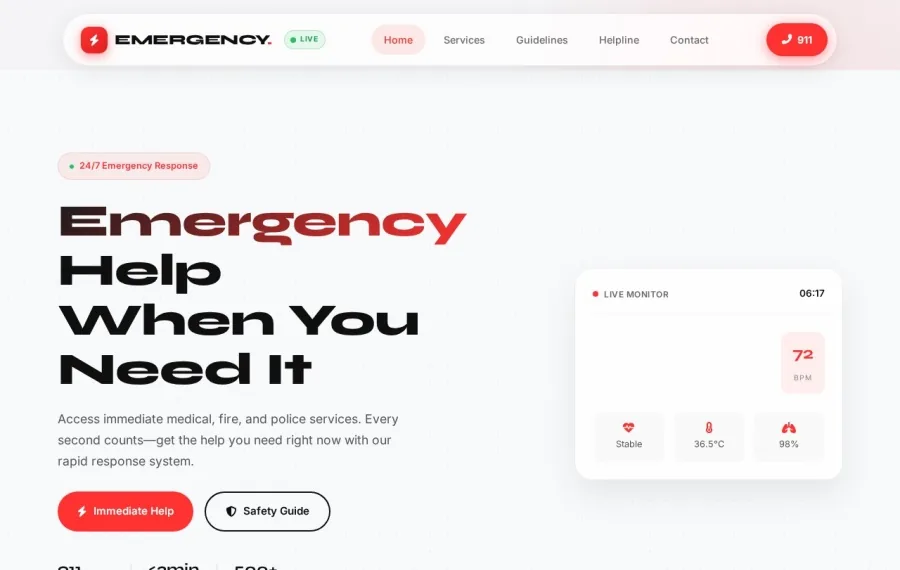 EMERGENCY.
LIVE
Home
Services
Guidelines
Helpline
Contact
911
24/7 Emergency Response
Emergency
Help
When You
Need It
Access immediate medical, fire, and police services. Every
second counts—get the help you need right now with our
rapid response system.
Immediate Help
Safety Guide
LIVE MONITOR
06:17
72
BPM
Stable
36.5°C
98%